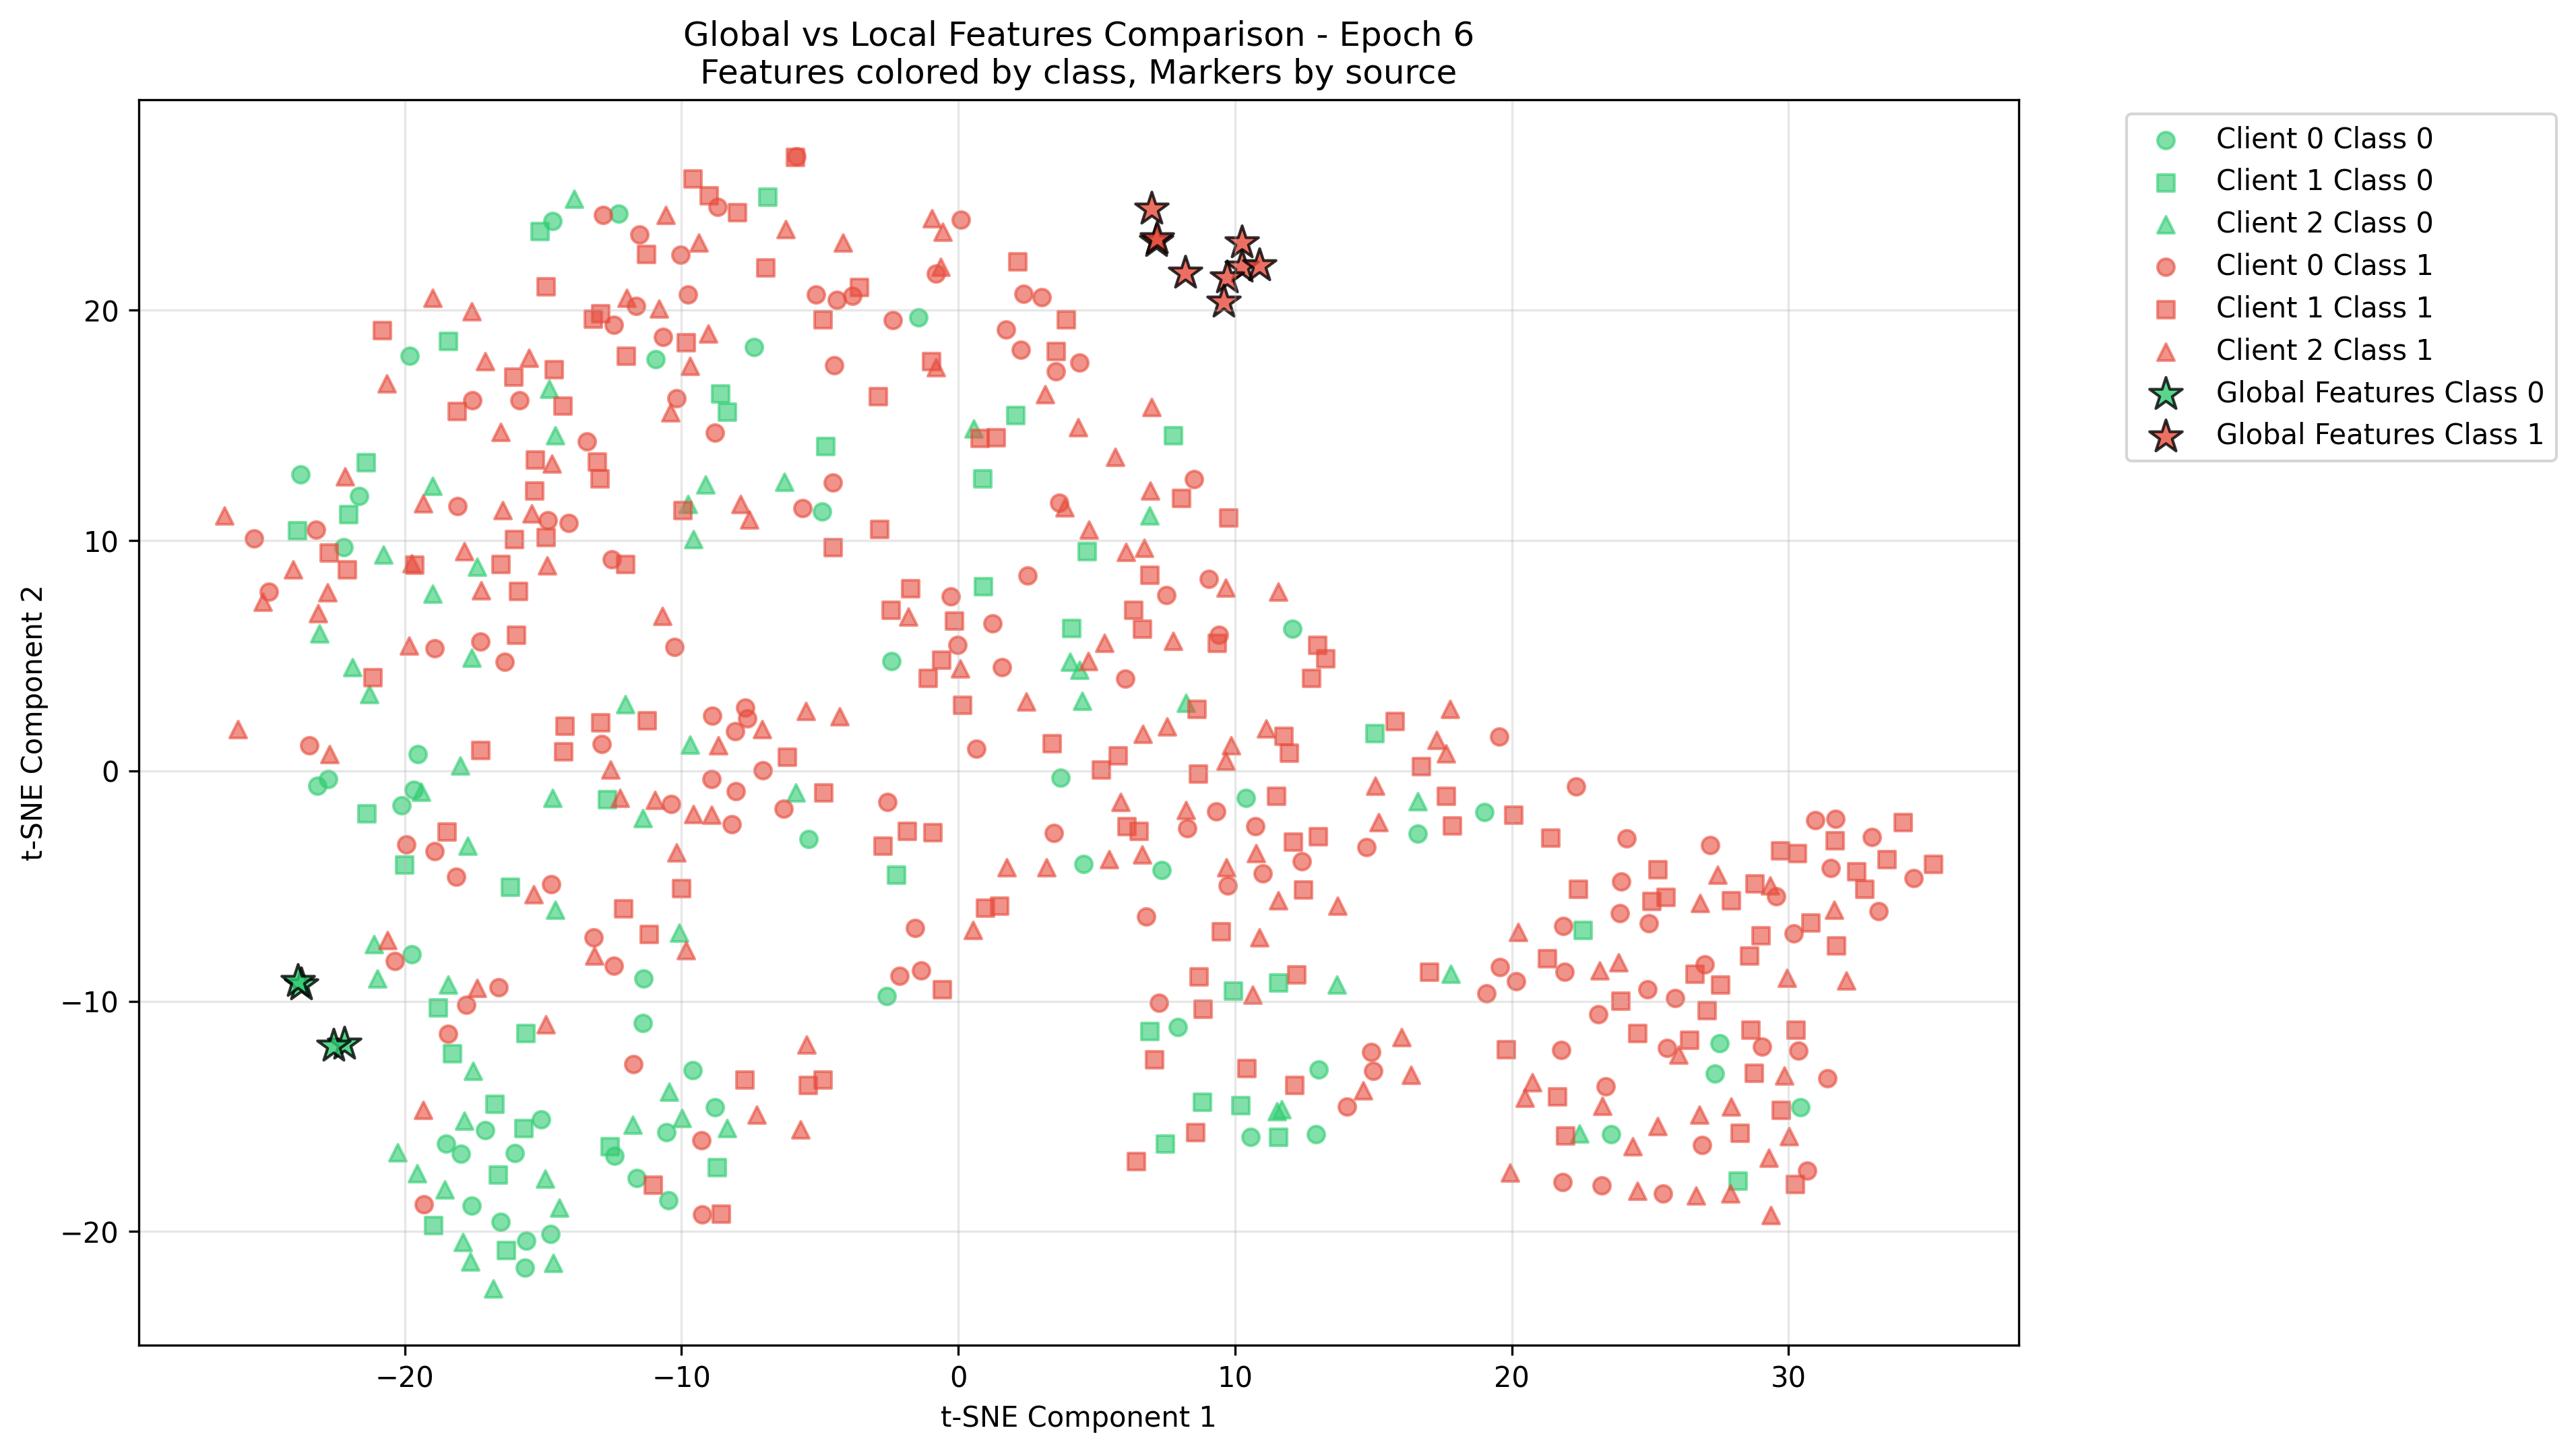 Global vs Local Features Comparison - Epoch 6
Features colored by class, Markers by source
Client 0 Class 0
Client 1 Class 0
Client 2 Class 0
Client 0 Class 1
Client 1 Class 1
Client 2 Class 1
Global Features Class 0
Global Features Class 1
t-SNE Component 2
20
10
0
−10
−20
−20
−10
0
10
20
30
t-SNE Component 1